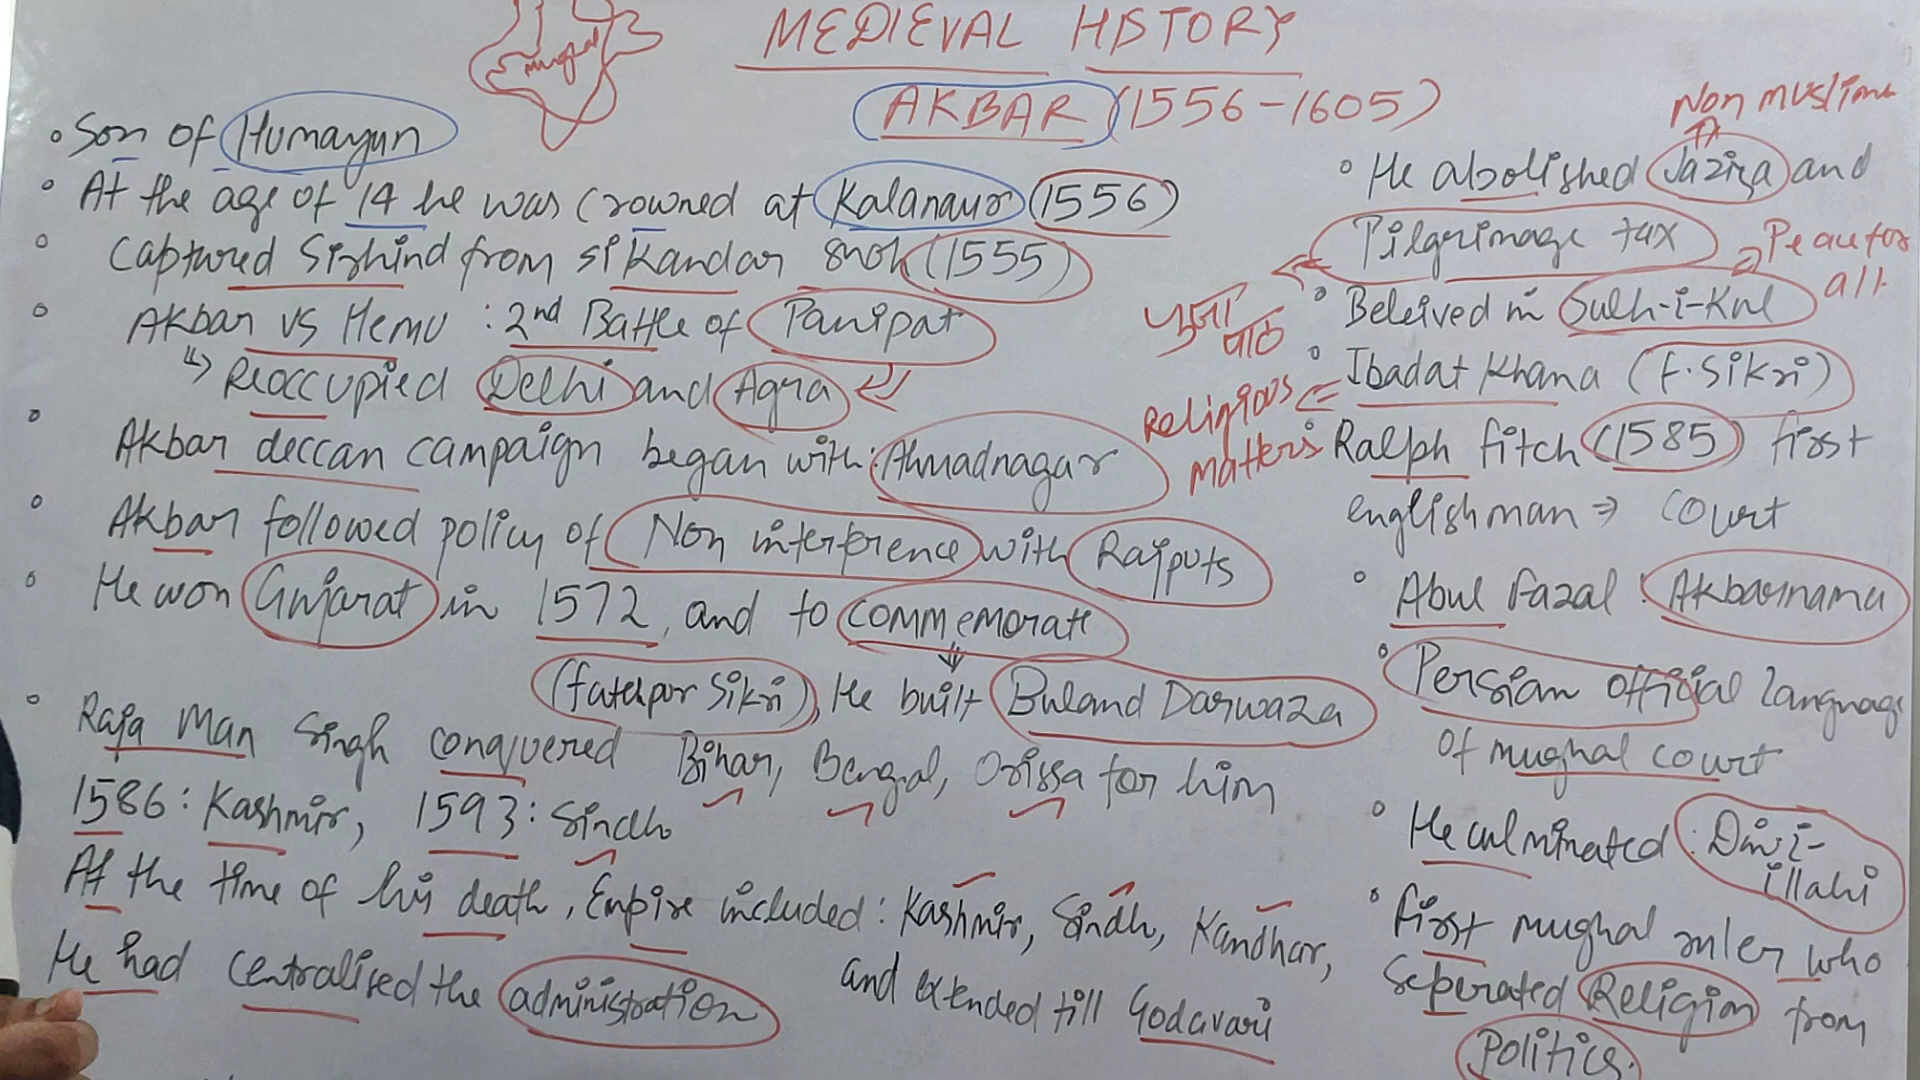 mughal
MEDIEVAL HISTORY
AKBAR (1556-1605)
• Son of Humayun
• At the age of 14 he was crowned at Kalanaur (1556)
• Captured Sirhind from sikandar shah (1555)
• Akbar vs Hemu : 2nd Battle of Panipat
↳ Reoccupied Delhi and Agra
• Akbar deccan campaign began with : Ahmadnagar
• Akbar followed policy of Non interference with Rajputs
• He won Gujarat in 1572, and to commemorate
(fatehpur Sikri), He built Buland Darwaza
• Raja Man Singh conquered Bihar, Bengal, Orissa for him
1586 : Kashmir, 1593 : Sindh
At the time of his death, Empire included : Kashmir, Sindh, Kandhar,
and extended till Godavari
He had centralised the administration
Non muslims
• He abolished Jaziya and
Pilgrimage tax
पूजा
पाठ
• Beleived in Sulh-i-Kul
Peace for
all
• Ibadat Khana (F. Sikri)
Religious
matters
Ralph fitch (1585) first
englishman ⇒ court
• Abul fazal : Akbarnama
• Persian official language
of mughal court
• He culminated : Din-i-
illahi
• first mughal ruler who
seperated Religion from
Politics.